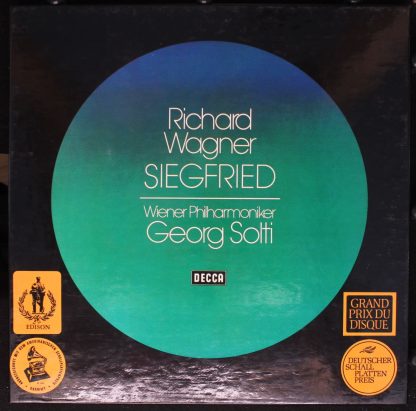 Richard
Wagner
SIEGFRIED
Wiener Philharmoniker
Georg Solti
DECCA
EDISON
GRAND
PRIX DU
DISQUE
DEUTSCHER
SCHALL
PLATTEN
PREIS